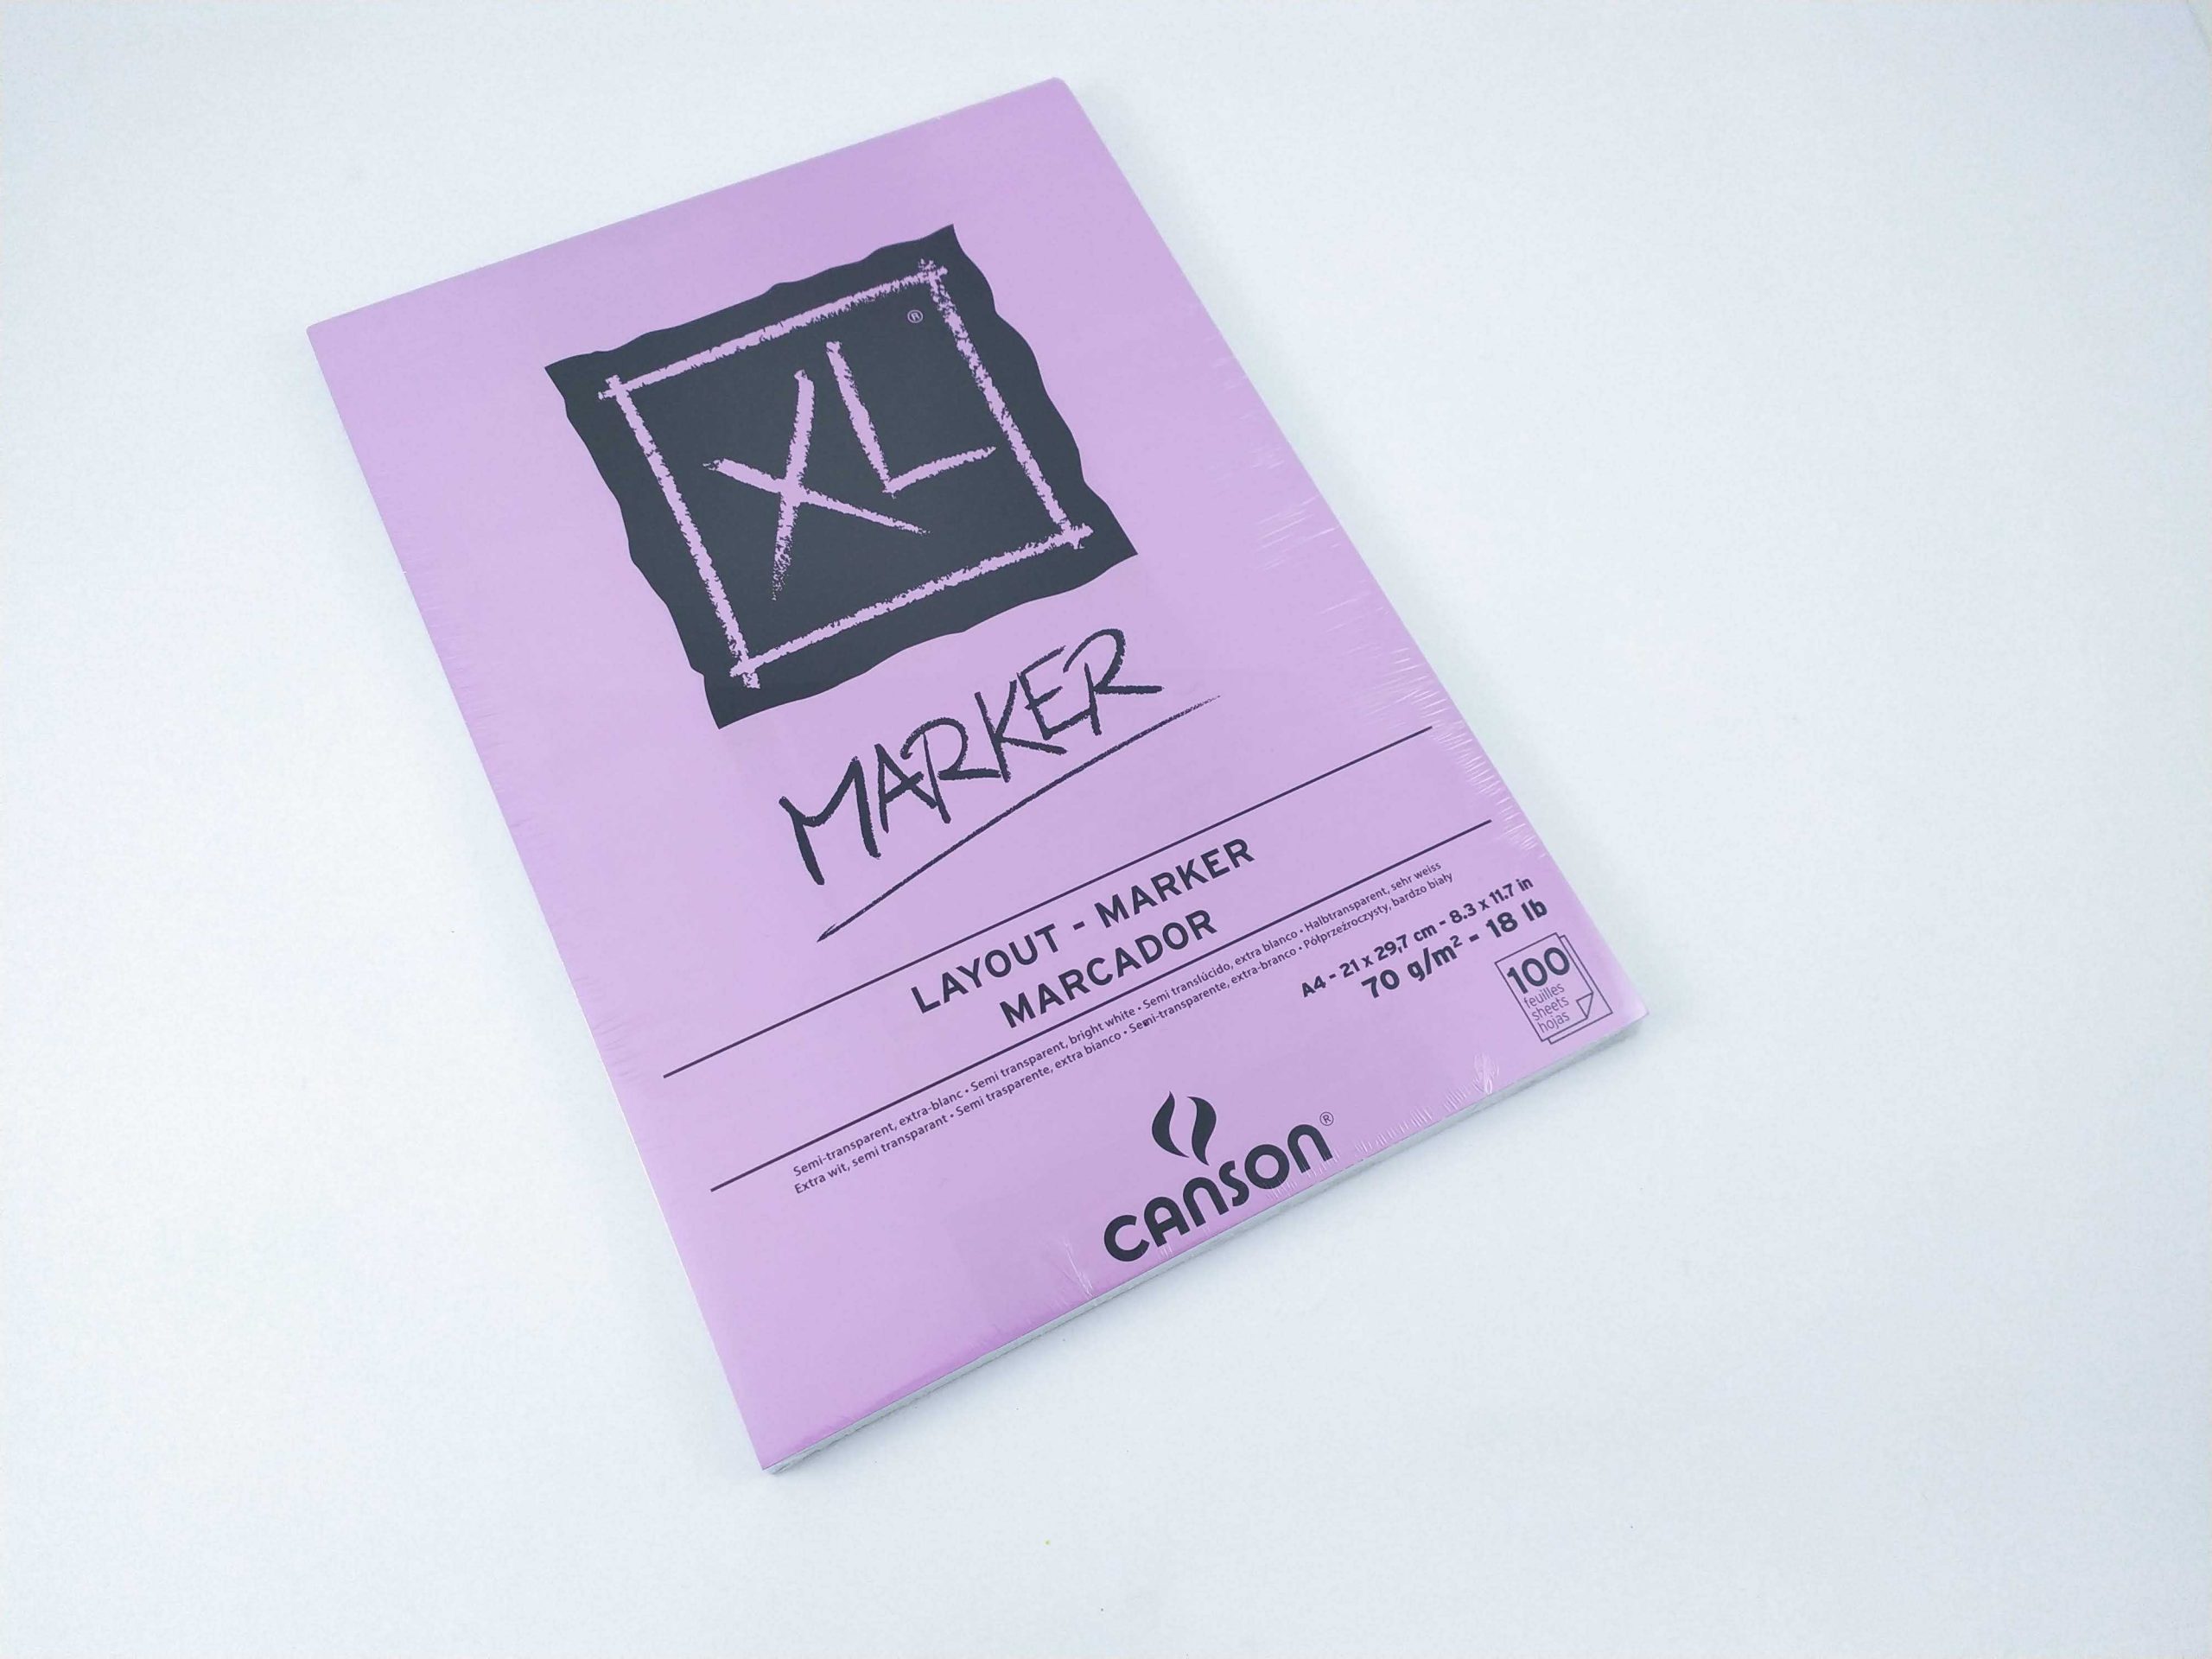 XL®
MARKER
LAYOUT - MARKER
MARCADOR
Semi-transparent, extra-blanc • Semi transparent, bright white • Semi translúcido, extra blanco • Halbtransparent, sehr weiss
Extra wit, semi transparant • Semi trasparente, extra bianco • Semi-transparente, extra-branco • Półprzeźroczysty, bardzo biały
A4 - 21 x 29,7 cm - 8.3 x 11.7 in
70 g/m² - 18 lb
100
feuilles
sheets
hojas
CANSON®